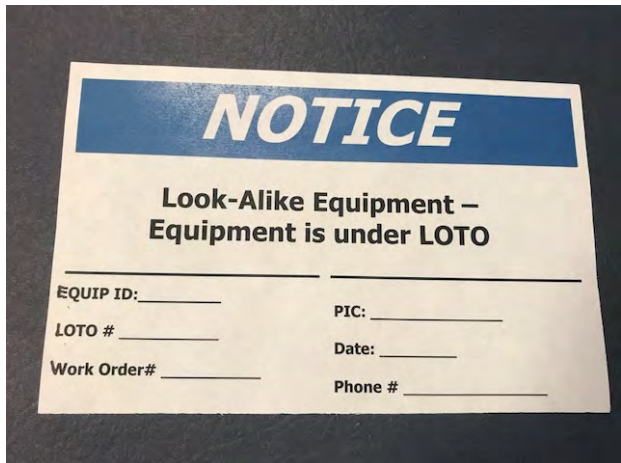 NOTICE
Look-Alike Equipment –
Equipment is under LOTO
EQUIP ID:
LOTO #
Work Order#
PIC:
Date:
Phone #